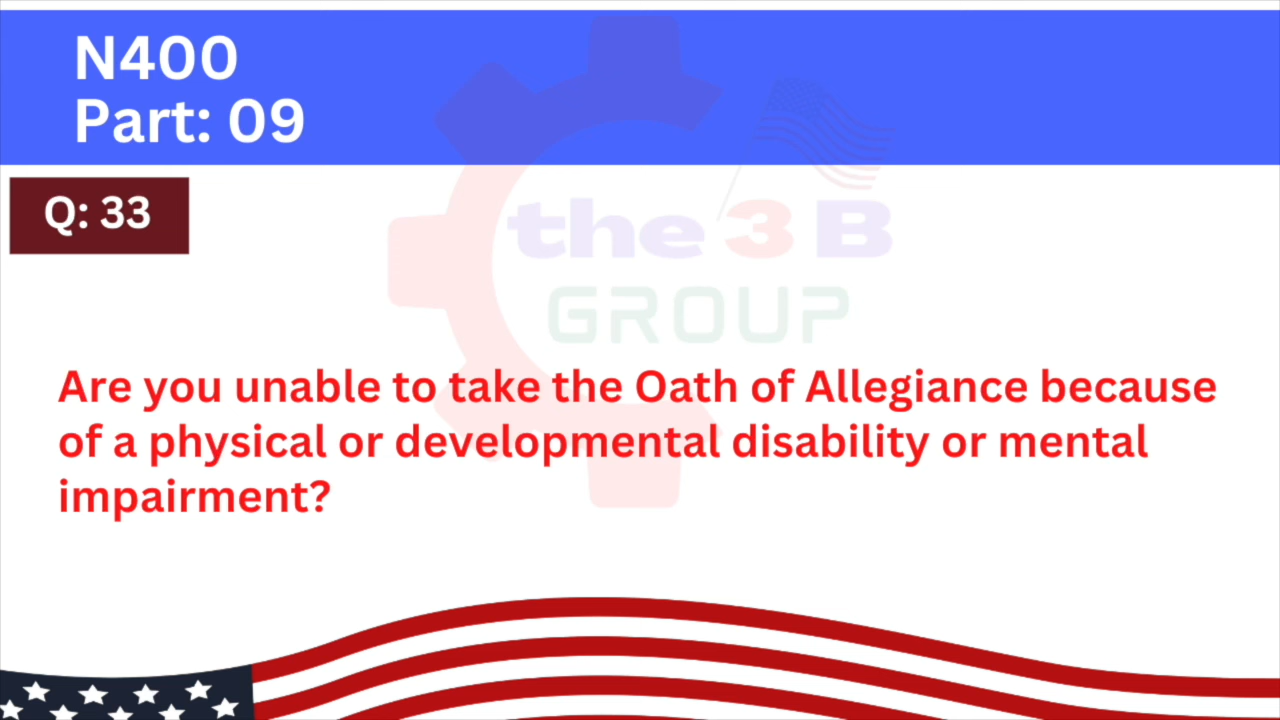 N400
Part: 09
Q: 33
the 3B
GROUP
Are you unable to take the Oath of Allegiance because
of a physical or developmental disability or mental
impairment?